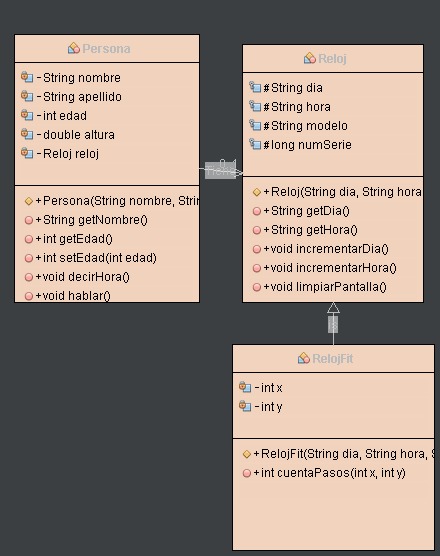 Persona
-String nombre
-String apellido
-int edad
-double altura
-Reloj reloj
+Persona(String nombre, Strin
+String getNombre()
+int getEdad()
+int setEdad(int edad)
+void decirHora()
+void hablar()
Reloj
#String dia
#String hora
#String modelo
#long numSerie
+Reloj(String dia, String hora
+String getDia()
+String getHora()
+void incrementarDia()
+void incrementarHora()
+void limpiarPantalla()
RelojFit
-int x
-int y
+RelojFit(String dia, String hora, S
+int cuentaPasos(int x, int y)